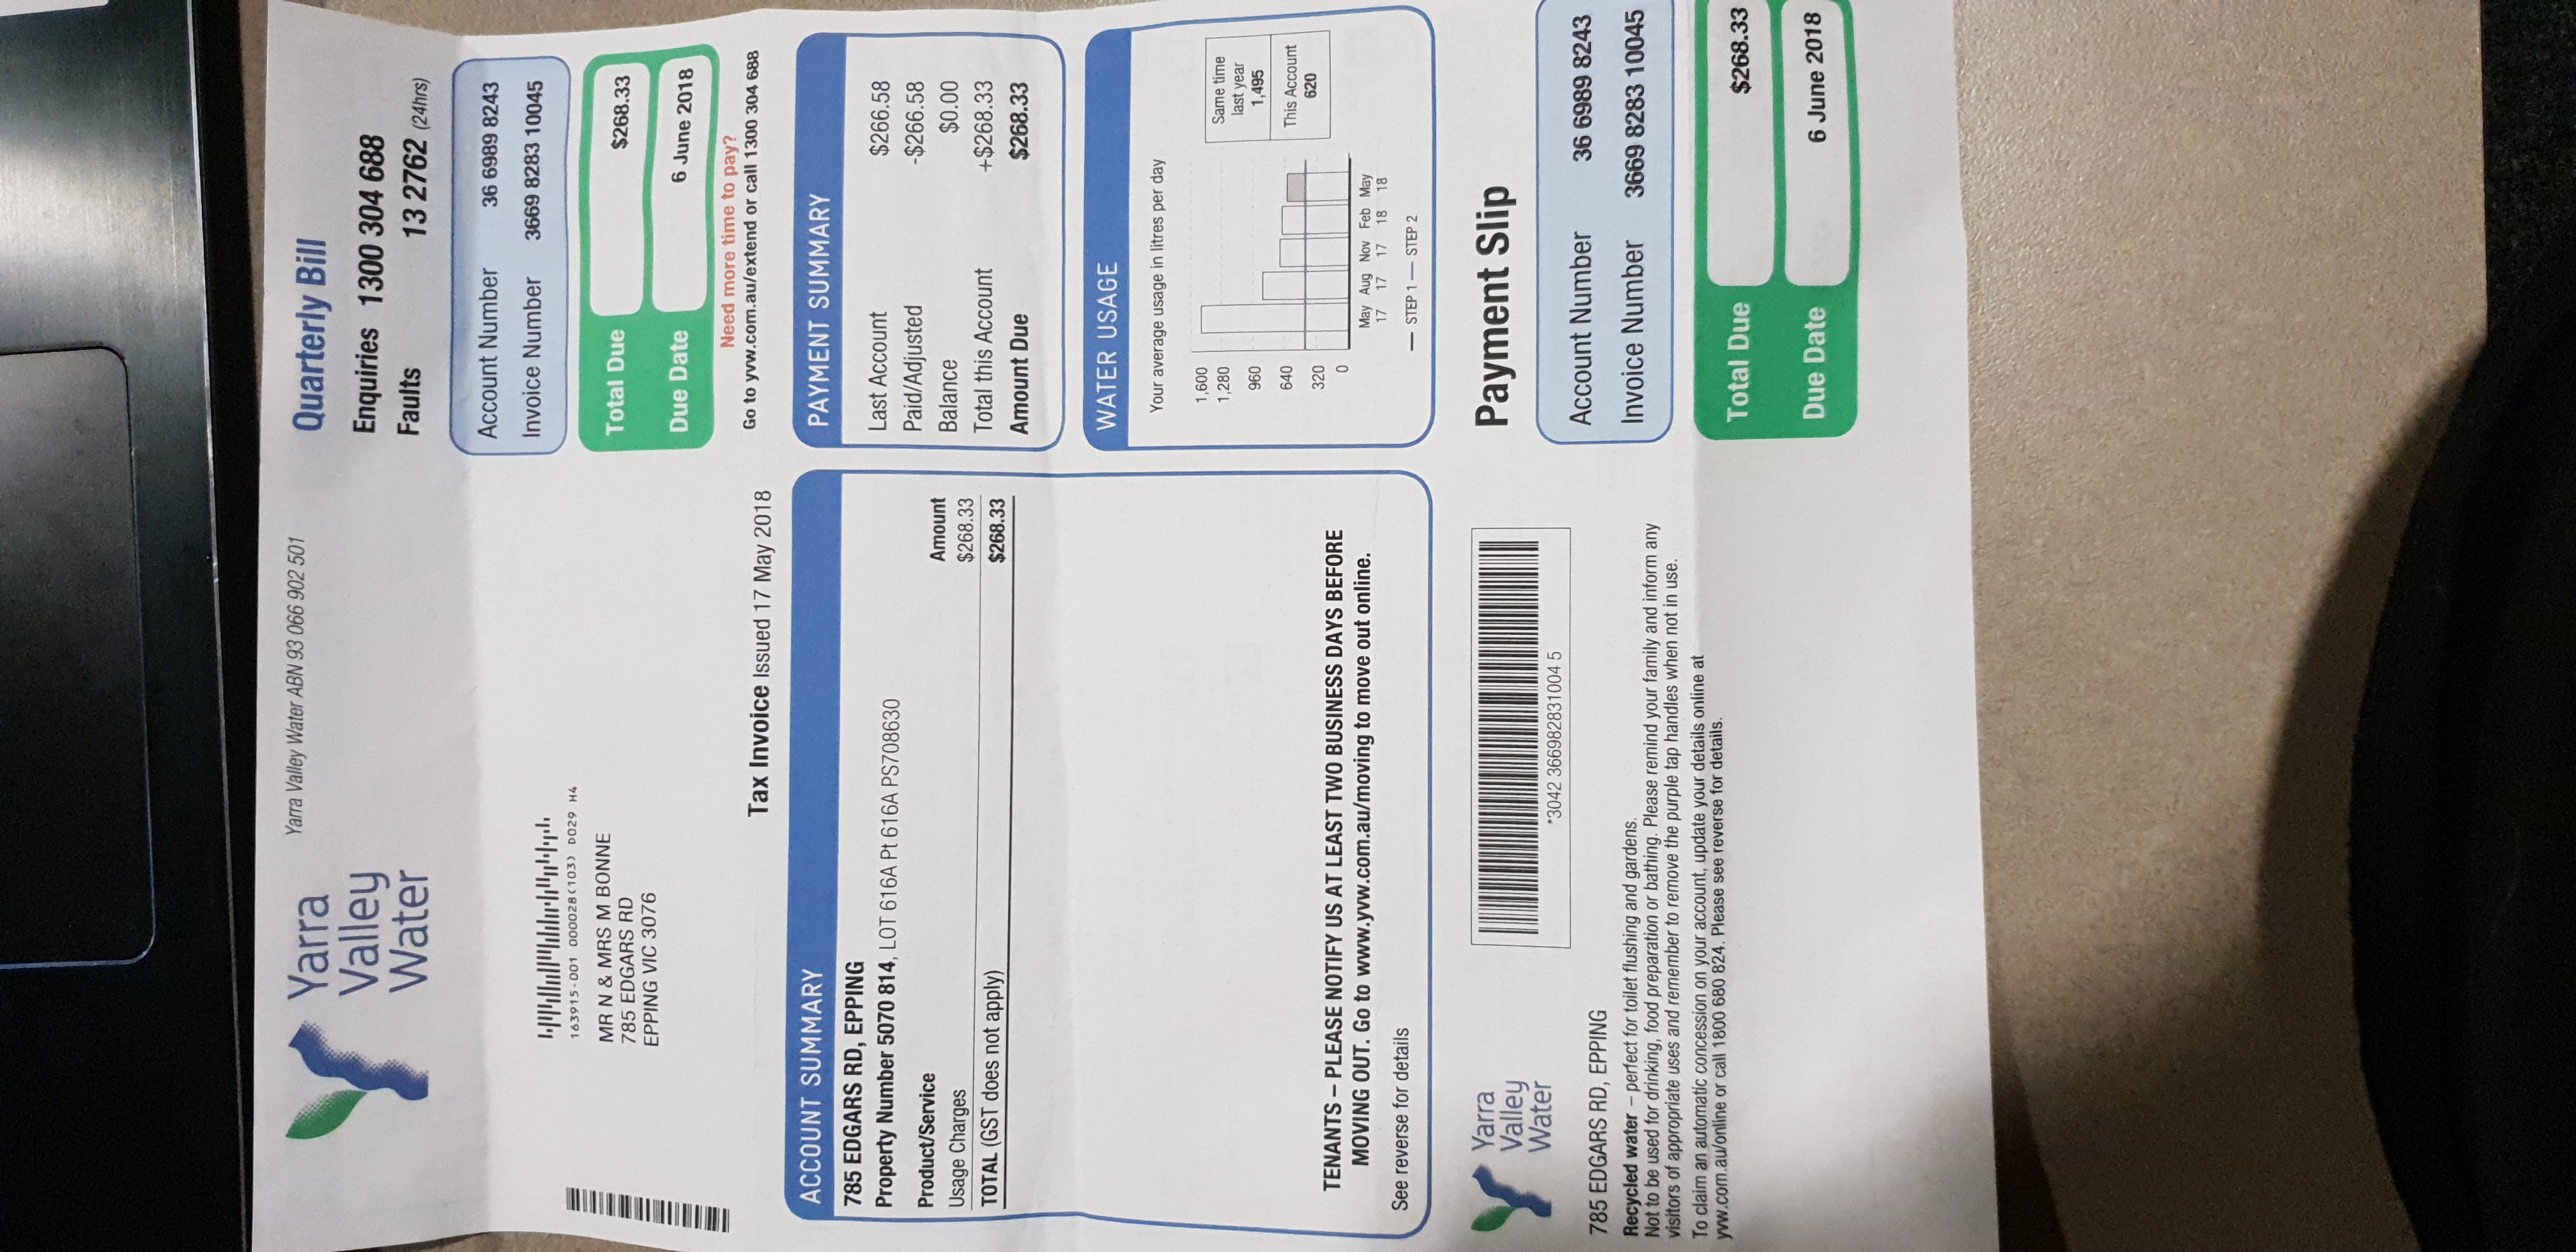 Yarra
Valley
Water
Yarra Valley Water ABN 93 066 902 501
Quarterly Bill
Enquiries 1300 304 688
Faults 13 2762 (24hrs)
Account Number 36 6989 8243
Invoice Number 3669 8283 10045
163915-001 000028(103) D029 H4
MR N & MRS M BONNE
785 EDGARS RD
EPPING VIC 3076
Total Due $268.33
Due Date 6 June 2018
Need more time to pay?
Go to yvw.com.au/extend or call 1300 304 688
Tax Invoice Issued 17 May 2018
ACCOUNT SUMMARY
785 EDGARS RD, EPPING
Property Number 5070 814, LOT 616A Pt 616A PS708630
Product/Service Amount
Usage Charges $268.33
TOTAL (GST does not apply) $268.33
TENANTS – PLEASE NOTIFY US AT LEAST TWO BUSINESS DAYS BEFORE
MOVING OUT. Go to www.yvw.com.au/moving to move out online.
See reverse for details
PAYMENT SUMMARY
Last Account $266.58
Paid/Adjusted -$266.58
Balance $0.00
Total this Account +$268.33
Amount Due $268.33
WATER USAGE
Your average usage in litres per day
1,600
1,280
960
640
320
0
May Aug Nov Feb May
17 17 17 18 18
STEP 1 STEP 2
Same time
last year
1,495
This Account
620
Yarra
Valley
Water
*3042 366982831004 5
785 EDGARS RD, EPPING
Recycled water – perfect for toilet flushing and gardens.
Not to be used for drinking, food preparation or bathing. Please remind your family and inform any
visitors of appropriate uses and remember to remove the purple tap handles when not in use.
To claim an automatic concession on your account, update your details online at
yvw.com.au/online or call 1800 680 824. Please see reverse for details.
Payment Slip
Account Number 36 6989 8243
Invoice Number 3669 8283 10045
Total Due $268.33
Due Date 6 June 2018